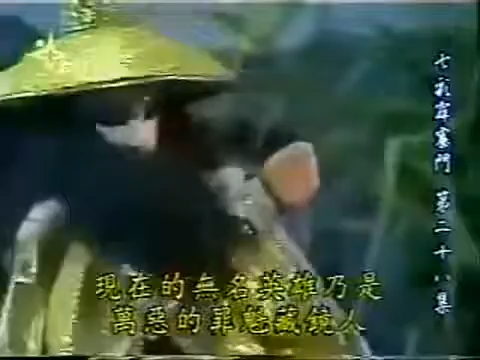 七彩霹靂門 第二十八集
現在的無名英雄乃是
萬惡的罪魁藏鏡人